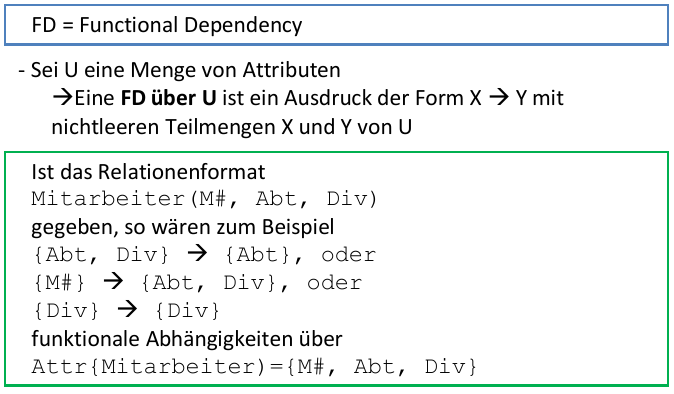 FD = Functional Dependency
- Sei U eine Menge von Attributen
→Eine FD über U ist ein Ausdruck der Form X → Y mit
nichtleeren Teilmengen X und Y von U
Ist das Relationenformat
Mitarbeiter(M#, Abt, Div)
gegeben, so wären zum Beispiel
{Abt, Div} → {Abt}, oder
{M#} → {Abt, Div}, oder
{Div} → {Div}
funktionale Abhängigkeiten über
Attr{Mitarbeiter)={M#, Abt, Div}